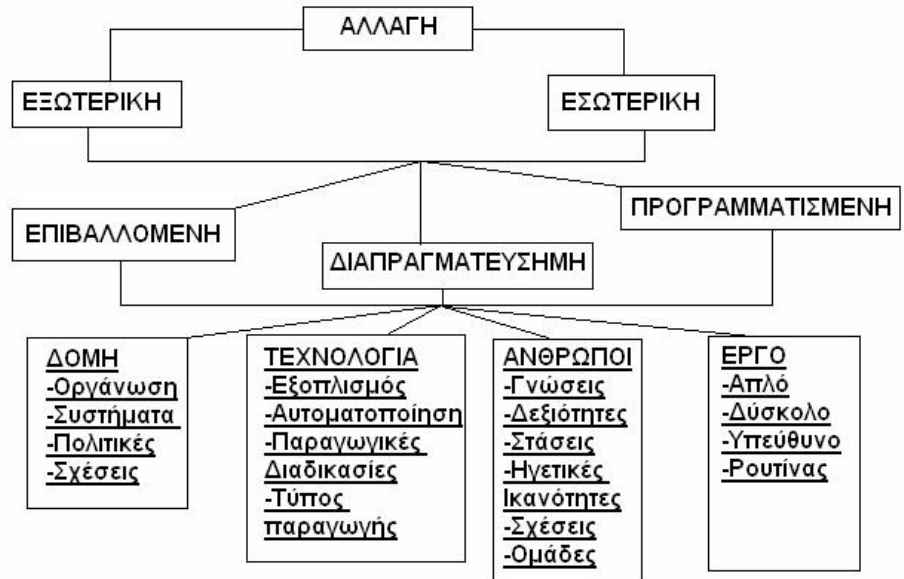 ΑΛΛΑΓΗ
ΕΞΩΤΕΡΙΚΗ
ΕΣΩΤΕΡΙΚΗ
ΕΠΙΒΑΛΛΟΜΕΝΗ
ΔΙΑΠΡΑΓΜΑΤΕΥΣΗΜΗ
ΠΡΟΓΡΑΜΜΑΤΙΣΜΕΝΗ
ΔΟΜΗ
-Οργάνωση
-Συστήματα
-Πολιτικές
-Σχέσεις
ΤΕΧΝΟΛΟΓΙΑ
-Εξοπλισμός
-Αυτοματοποίηση
-Παραγωγικές
Διαδικασίες
-Τύπος
παραγωγής
ΑΝΘΡΩΠΟΙ
-Γνώσεις
-Δεξιότητες
-Στάσεις
-Ηγετικές
Ικανότητες
-Σχέσεις
-Ομάδες
ΕΡΓΟ
-Απλό
-Δύσκολο
-Υπεύθυνο
-Ρουτίνας